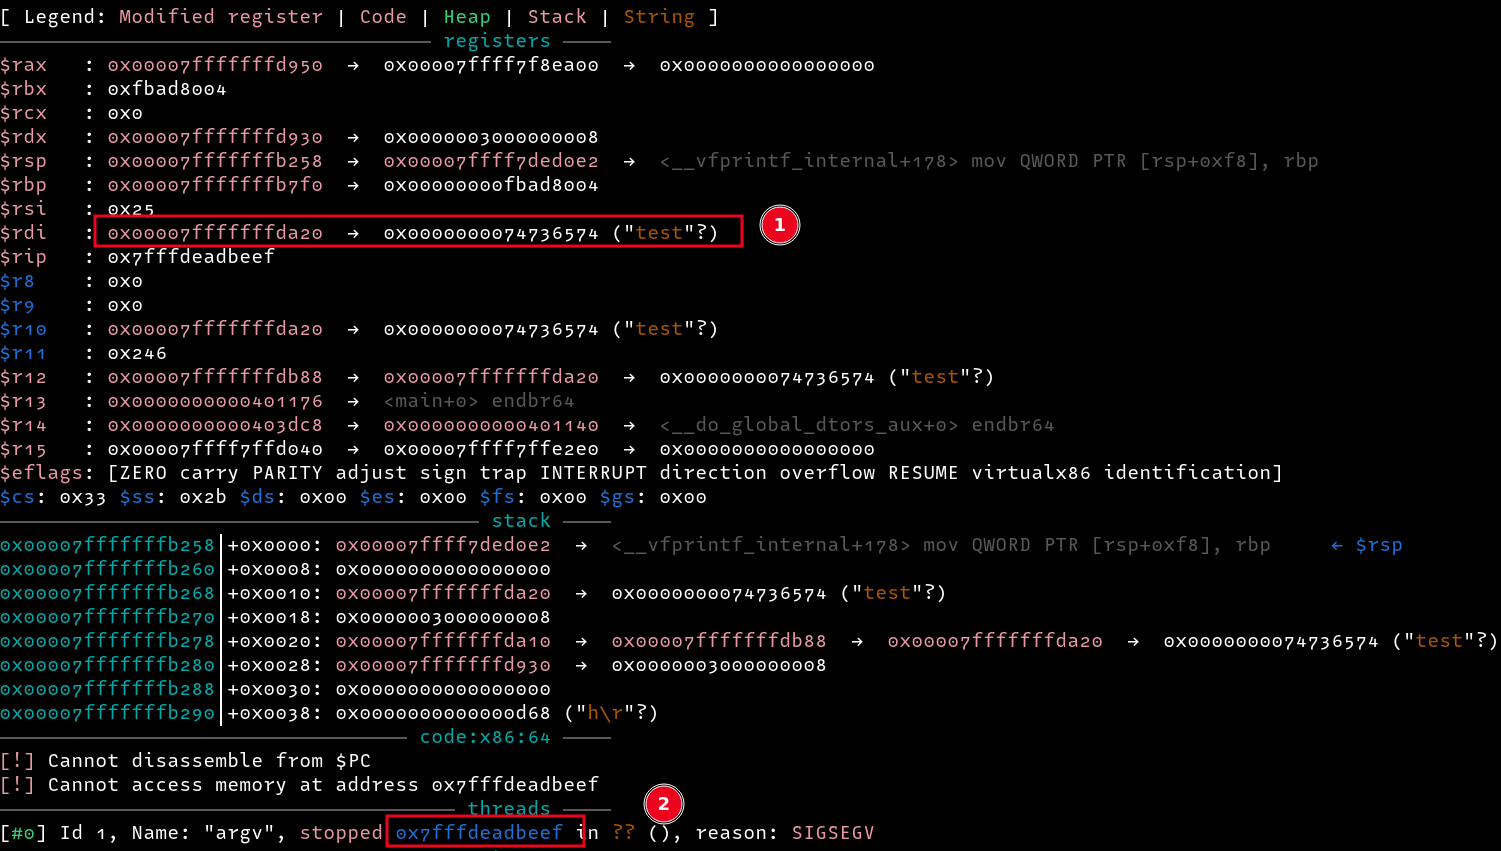 [ Legend: Modified register | Code | Heap | Stack | String ]
registers
$rax   : 0x00007fffffffd950  →  0x00007ffff7f8ea00  →  0x0000000000000000
$rbx   : 0xfbad8004
$rcx   : 0x0
$rdx   : 0x00007fffffffd930  →  0x0000003000000008
$rsp   : 0x00007fffffffb258  →  0x00007ffff7ded0e2  →  <__vfprintf_internal+178> mov QWORD PTR [rsp+0xf8], rbp
$rbp   : 0x00007fffffffb7f0  →  0x00000000fbad8004
$rsi   : 0x25
$rdi   : 0x00007fffffffda20  →  0x0000000074736574 ("test"?)
1
$rip   : 0x7fffdeadbeef
$r8    : 0x0
$r9    : 0x0
$r10   : 0x00007fffffffda20  →  0x0000000074736574 ("test"?)
$r11   : 0x246
$r12   : 0x00007fffffffdb88  →  0x00007fffffffda20  →  0x0000000074736574 ("test"?)
$r13   : 0x0000000000401176  →  <main+0> endbr64
$r14   : 0x0000000000403dc8  →  0x0000000000401140  →  <__do_global_dtors_aux+0> endbr64
$r15   : 0x00007ffff7ffd040  →  0x00007ffff7ffe2e0  →  0x0000000000000000
$eflags: [ZERO carry PARITY adjust sign trap INTERRUPT direction overflow RESUME virtualx86 identification]
$cs: 0x33 $ss: 0x2b $ds: 0x00 $es: 0x00 $fs: 0x00 $gs: 0x00
stack
0x00007fffffffb258│+0x0000: 0x00007ffff7ded0e2  →  <__vfprintf_internal+178> mov QWORD PTR [rsp+0xf8], rbp     ← $rsp
0x00007fffffffb260│+0x0008: 0x0000000000000000
0x00007fffffffb268│+0x0010: 0x00007fffffffda20  →  0x0000000074736574 ("test"?)
0x00007fffffffb270│+0x0018: 0x0000003000000008
0x00007fffffffb278│+0x0020: 0x00007fffffffda10  →  0x00007fffffffdb88  →  0x00007fffffffda20  →  0x0000000074736574 ("test"?)
0x00007fffffffb280│+0x0028: 0x00007fffffffd930  →  0x0000003000000008
0x00007fffffffb288│+0x0030: 0x0000000000000000
0x00007fffffffb290│+0x0038: 0x0000000000000d68 ("h\r"?)
code:x86:64
[!] Cannot disassemble from $PC
[!] Cannot access memory at address 0x7fffdeadbeef
threads
2
[#0] Id 1, Name: "argv", stopped 0x7fffdeadbeef in ?? (), reason: SIGSEGV